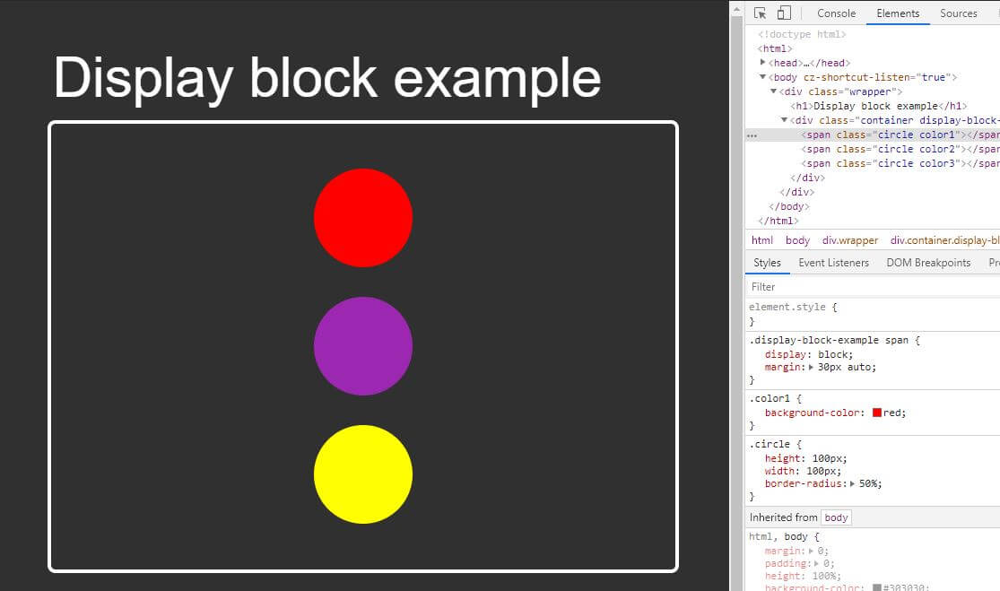 Display block example
Console Elements Sources
<!doctype html>
<html>
<head>…</head>
<body cz-shortcut-listen="true">
<div class="wrapper">
<h1>Display block example</h1>
<div class="container display-block-
... <span class="circle color1"></span
<span class="circle color2"></span
<span class="circle color3"></span
</div>
</div>
</body>
</html>
html body div.wrapper div.container.display-bl
Styles Event Listeners DOM Breakpoints Pr
Filter
element.style {
}
.display-block-example span {
display: block;
margin: 30px auto;
}
.color1 {
background-color: red;
}
.circle {
height: 100px;
width: 100px;
border-radius: 50%;
}
Inherited from body
html, body {
margin: 0;
padding: 0;
height: 100%;
background-color: #303030;